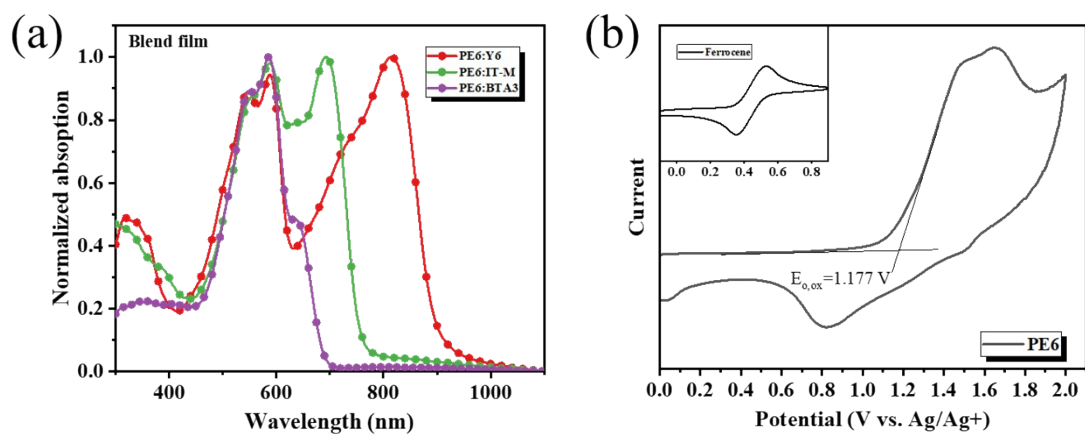 (a)
Blend film
PE6:Y6
PE6:IT-M
PE6:BTA3
Normalized absoption
1.0
0.8
0.6
0.4
0.2
0.0
400
600
800
1000
Wavelength (nm)
(b)
Ferrocene
0.0 0.2 0.4 0.6 0.8
Current
E₀,ₒₓ=1.177 V
PE6
0.0 0.2 0.4 0.6 0.8 1.0 1.2 1.4 1.6 1.8 2.0
Potential (V vs. Ag/Ag+)